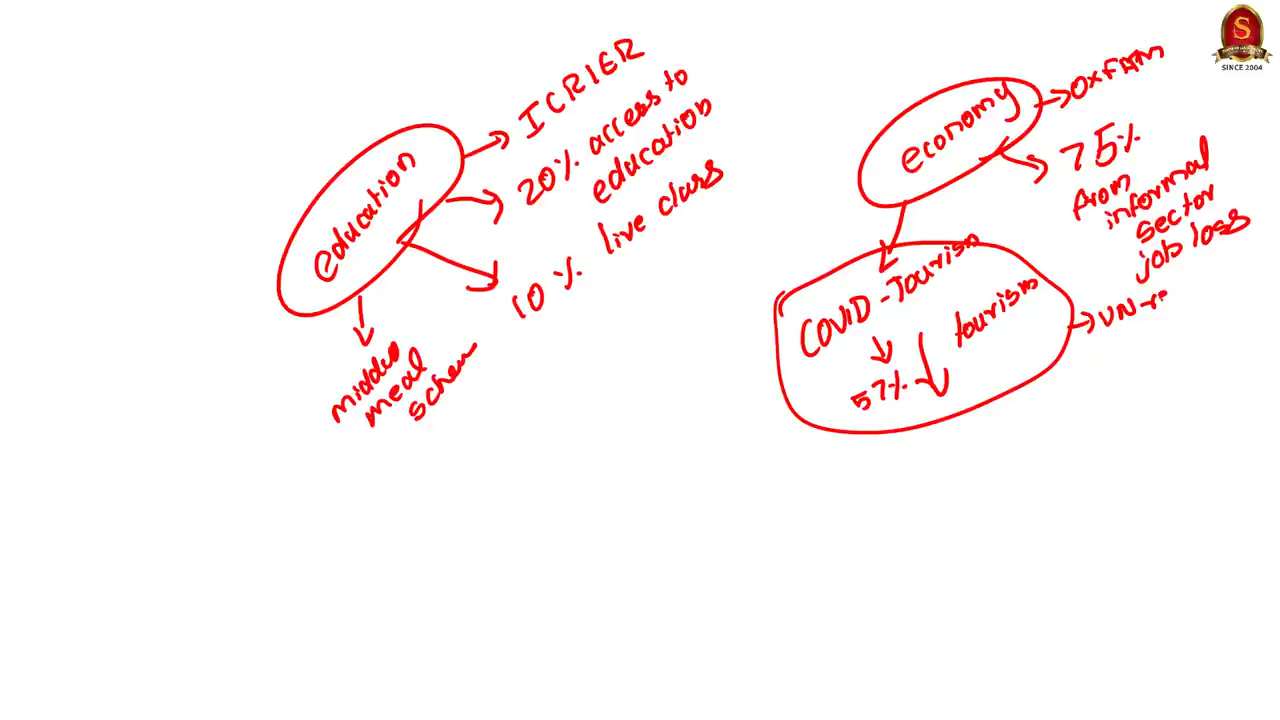 education
ICRIER
20% access to
education
10% live class
middle
meal
schem
economy
OXFAM
75%
from
informal
sector
job loss
COVID-Tourism
57%
tourism
S
SINCE 2004